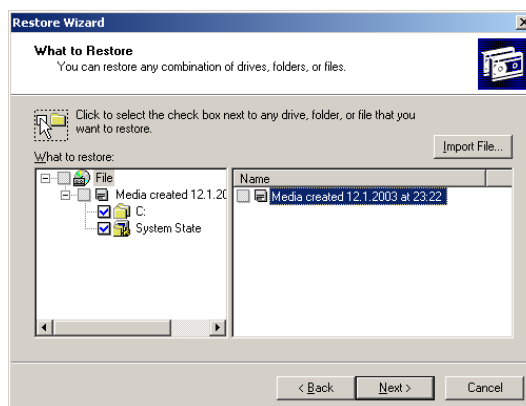 Restore Wizard
What to Restore
You can restore any combination of drives, folders, or files.
Click to select the check box next to any drive, folder, or file that you
want to restore.
Import File...
What to restore:
File
Media created 12.1.20
C:
System State
Name
Media created 12.1.2003 at 23:22
< Back
Next >
Cancel